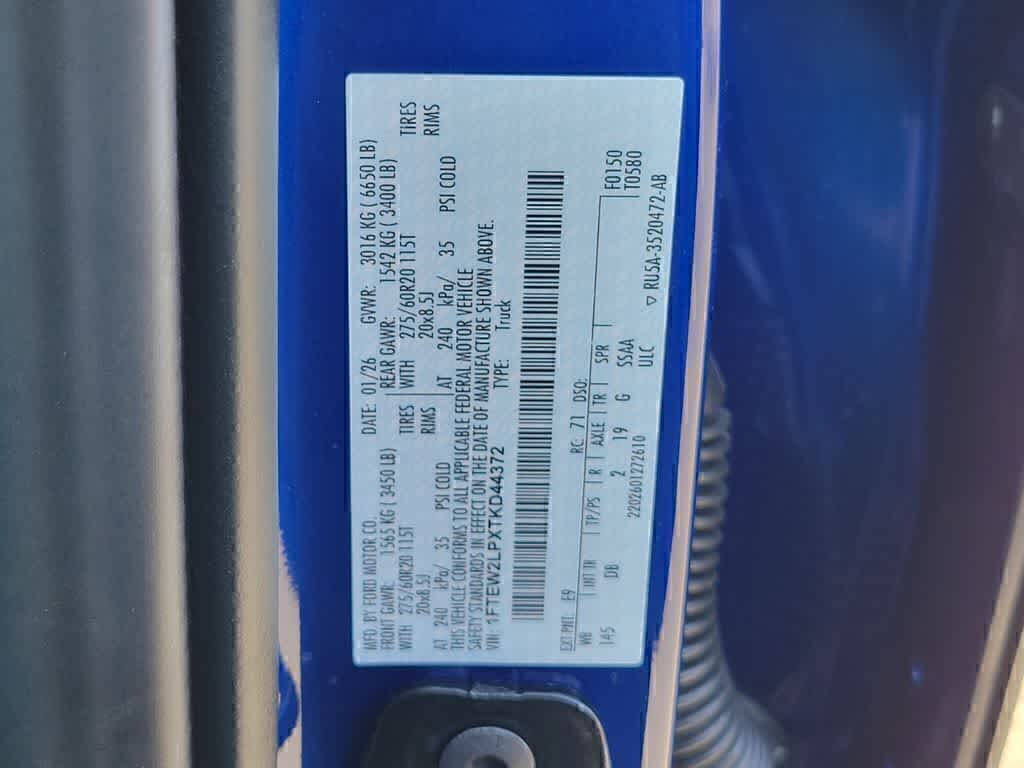 MFD. BY FORD MOTOR CO. DATE: 01/26 GVWR: 3016 KG ( 6650 LB)
FRONT GAWR: 1565 KG ( 3450 LB) REAR GAWR: 1542 KG ( 3400 LB)
WITH 275/60R20 115T TIRES WITH 275/60R20 115T TIRES
20x8.5J RIMS 20x8.5J RIMS
AT 240 kPa/ 35 PSI COLD AT 240 kPa/ 35 PSI COLD
THIS VEHICLE CONFORMS TO ALL APPLICABLE FEDERAL MOTOR VEHICLE
SAFETY STANDARDS IN EFFECT ON THE DATE OF MANUFACTURE SHOWN ABOVE.
VIN: 1FTEW2LPXTKD44372 TYPE: Truck
EXT PNT: E9 RC: 71 DSO: F0150
WB INT TR TP/PS R AXLE TR SPR T0580
145 DB 2 19 G SSAA
2202601272610 ULC ▽ RU5A-3520472-AB